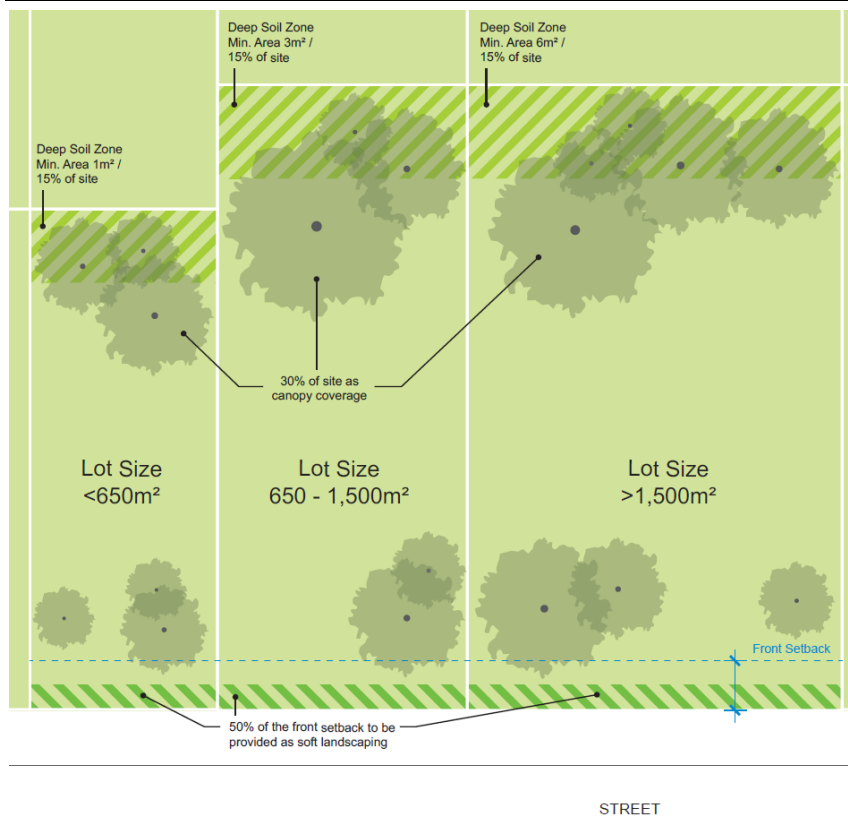 Deep Soil Zone
Min. Area 3m² /
15% of site
Deep Soil Zone
Min. Area 6m² /
15% of site
Deep Soil Zone
Min. Area 1m² /
15% of site
30% of site as
canopy coverage
Lot Size
<650m²
Lot Size
650 - 1,500m²
Lot Size
>1,500m²
Front Setback
50% of the front setback to be
provided as soft landscaping
STREET